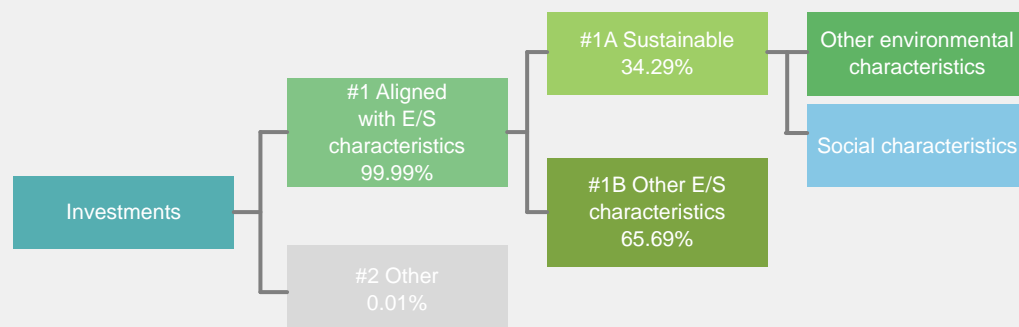 Investments
#1 Aligned
with E/S
characteristics
99.99%
#2 Other
0.01%
#1A Sustainable
34.29%
#1B Other E/S
characteristics
65.69%
Other environmental
characteristics
Social characteristics